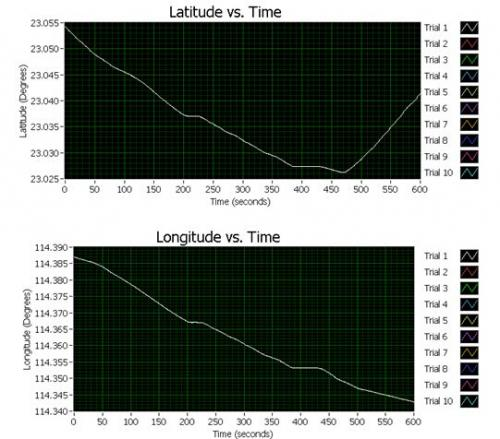 Latitude vs. Time
Latitude (Degrees)
23.055
23.050
23.045
23.040
23.035
23.030
23.025
0 50 100 150 200 250 300 350 400 450 500 550 600
Time (seconds)
Trial 1
Trial 2
Trial 3
Trial 4
Trial 5
Trial 6
Trial 7
Trial 8
Trial 9
Trial 10
Longitude vs. Time
Longitude (Degrees)
114.390
114.385
114.380
114.375
114.370
114.365
114.360
114.355
114.350
114.345
114.340
0 50 100 150 200 250 300 350 400 450 500 550 600
Time (seconds)
Trial 1
Trial 2
Trial 3
Trial 4
Trial 5
Trial 6
Trial 7
Trial 8
Trial 9
Trial 10